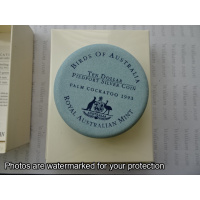 BIRDS OF AUSTRALIA
TEN DOLLAR
PIEDFORT SILVER COIN
PALM COCKATOO 2004
ROYAL AUSTRALIAN MINT
Photos are watermarked for your protection